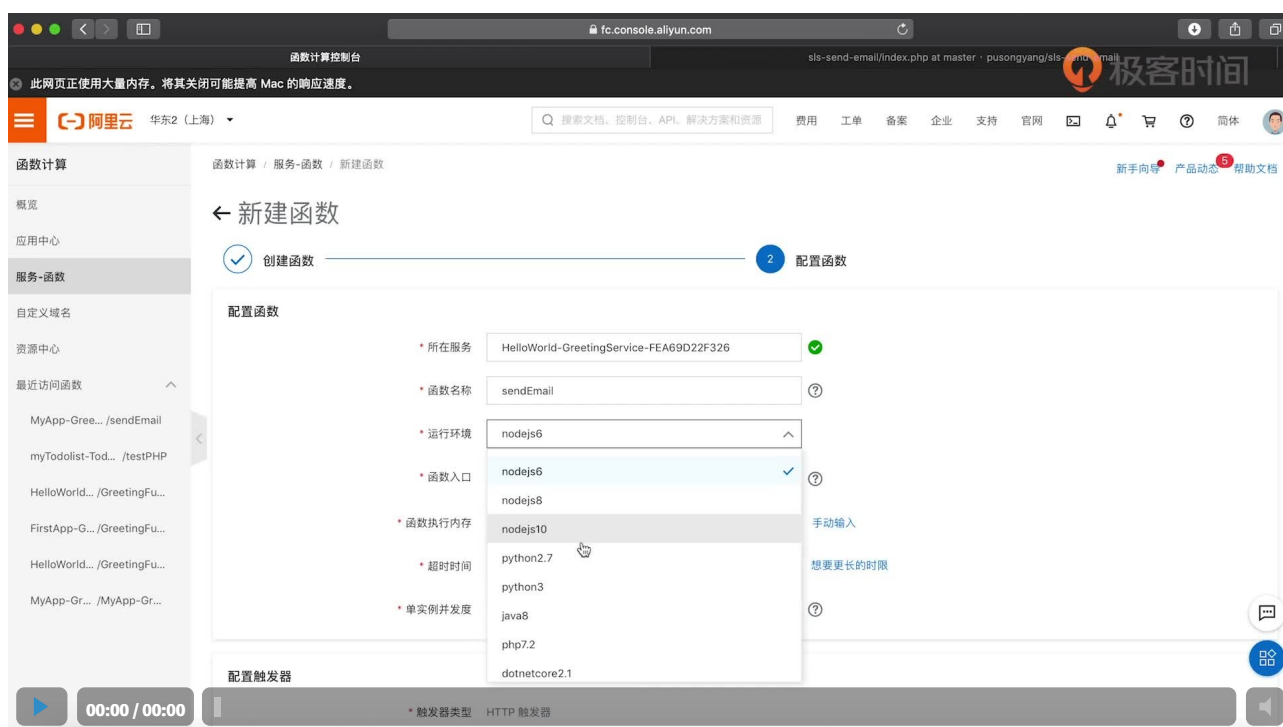 fc.console.aliyun.com
函数计算控制台
sls-send-email/index.php at master · pusongyang/sls-send-email
极客时间
此网页正使用大量内存。将其关闭可能提高 Mac 的响应速度。
阿里云 华东2（上海） 搜索文档、控制台、API、解决方案和资源 费用 工单 备案 企业 支持 官网 简体
函数计算
函数计算 / 服务-函数 / 新建函数
新手向导 产品动态 5 帮助文档
概览
应用中心
服务-函数
自定义域名
资源中心
最近访问函数
MyApp-Gree... /sendEmail
myTodolist-Tod... /testPHP
HelloWorld... /GreetingFu...
FirstApp-G... /GreetingFu...
HelloWorld... /GreetingFu...
MyApp-Gr... /MyApp-Gr...
新建函数
创建函数 2 配置函数
配置函数
* 所在服务 HelloWorld-GreetingService-FEA69D22F326
* 函数名称 sendEmail
* 运行环境 nodejs6
* 函数入口
* 函数执行内存 手动输入
* 超时时间 想要更长的时限
* 单实例并发度
nodejs6
nodejs8
nodejs10
python2.7
python3
java8
php7.2
dotnetcore2.1
配置触发器
* 触发器类型 HTTP 触发器
00:00 / 00:00